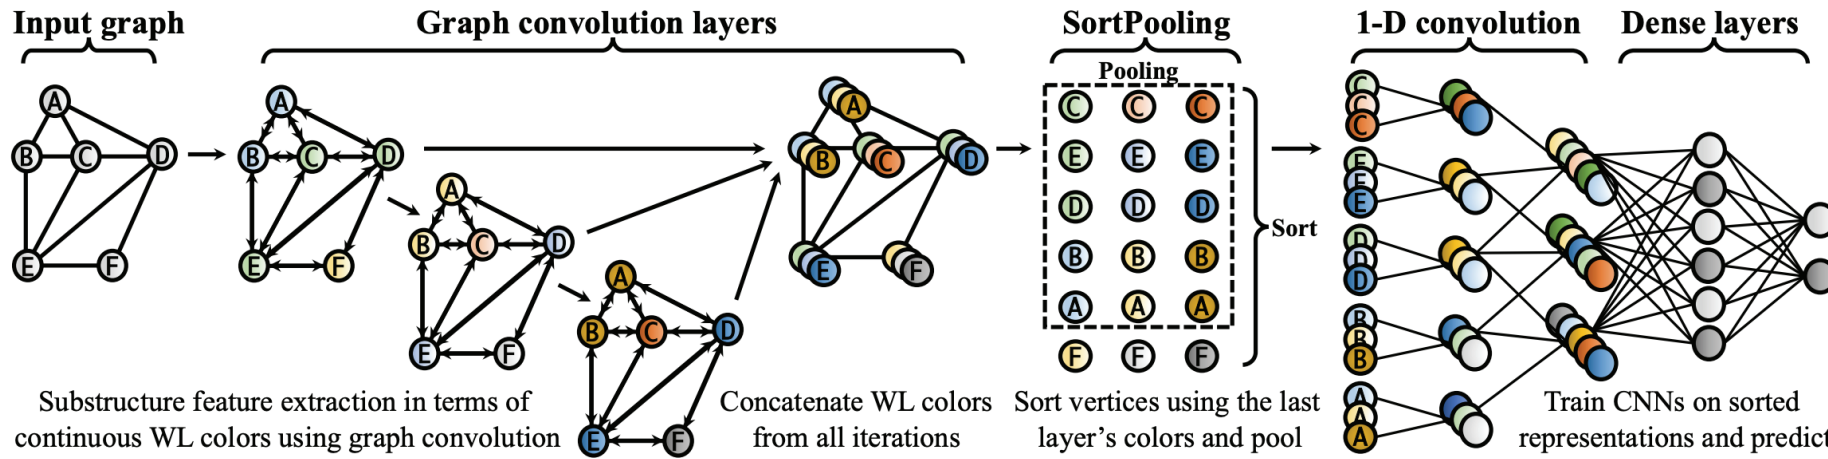 Input graph
Graph convolution layers
SortPooling
1-D convolution
Dense layers
Pooling
A
B C D
E F
A
B C D
E F
A
B C D
E F
A
B C D
E F
A
B C D
E F
C C C
E E E
D D D
B B B
A A A
F F F
Sort
C
C
C
E
E
E
D
D
D
B
B
B
A
A
A
Substructure feature extraction in terms of
continuous WL colors using graph convolution
Concatenate WL colors
from all iterations
Sort vertices using the last
layer's colors and pool
Train CNNs on sorted
representations and predict